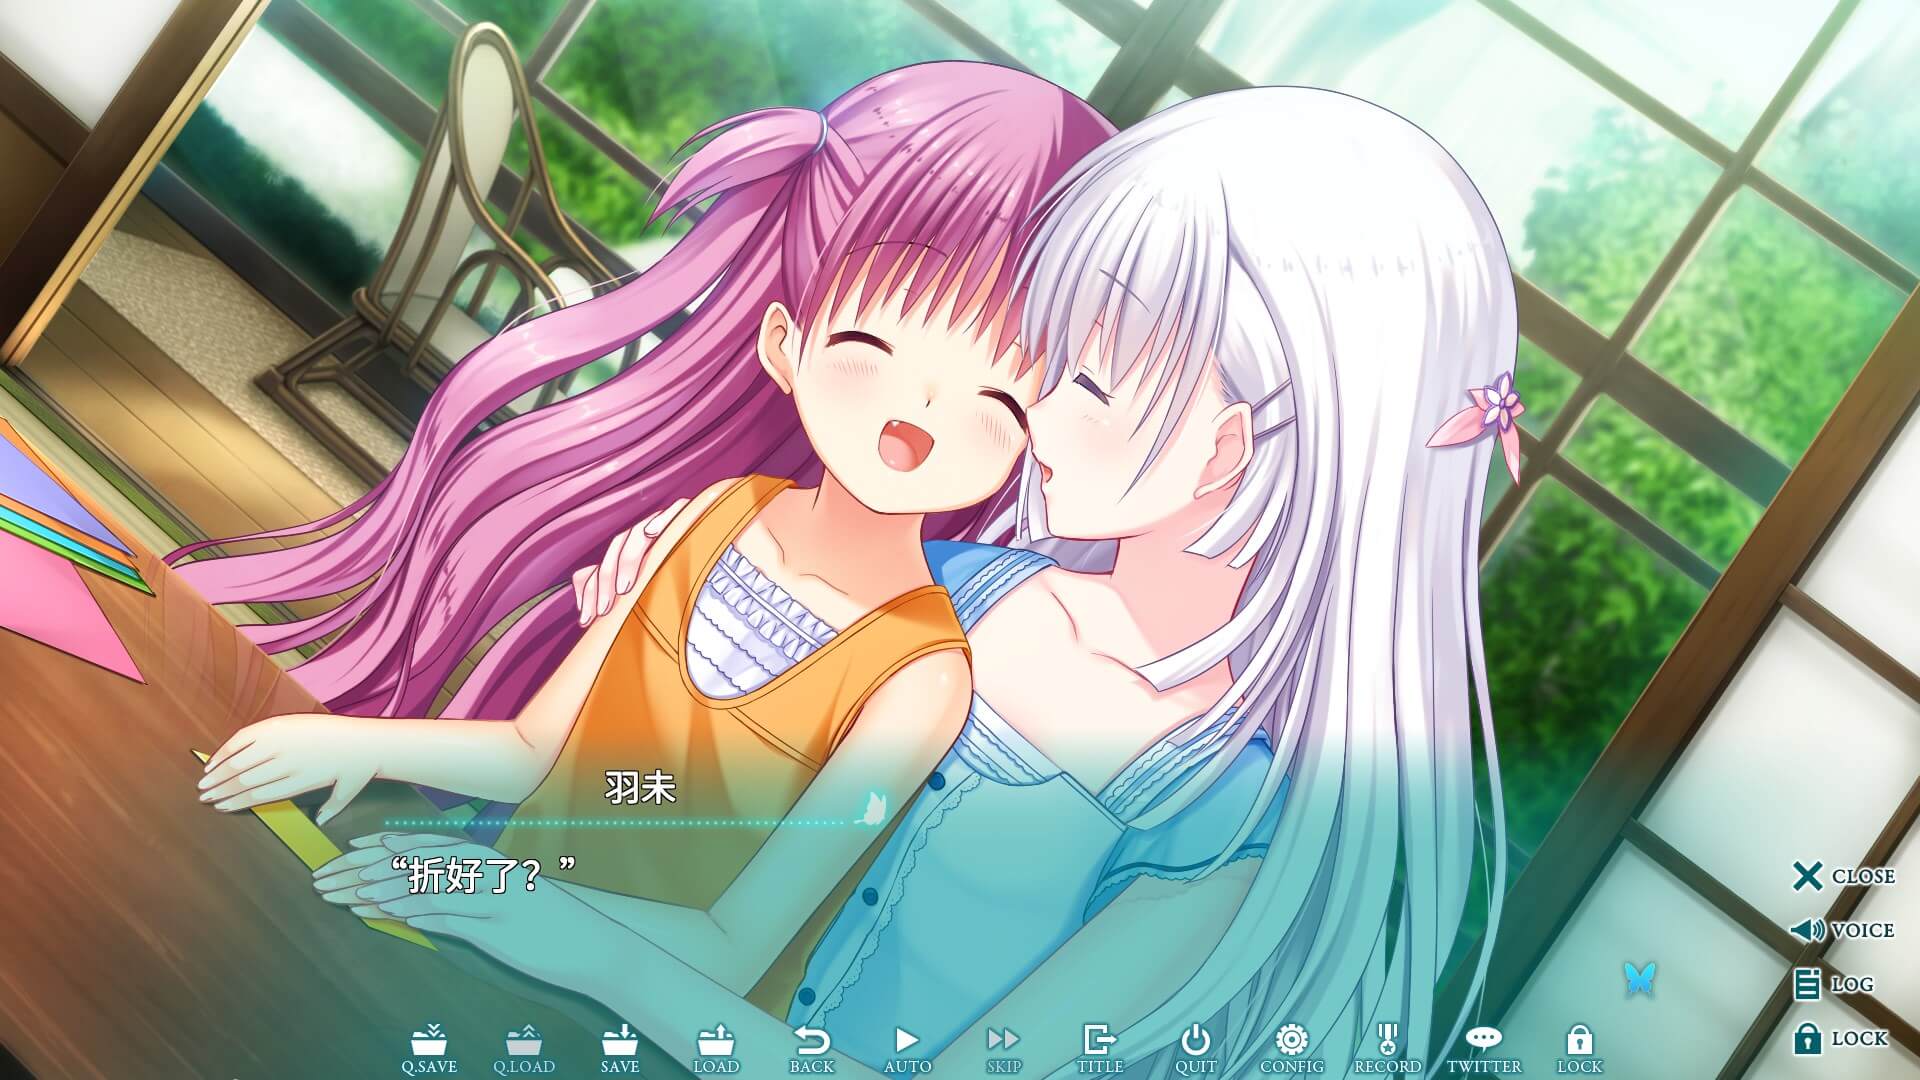 羽未
“折好了？”
CLOSE
VOICE
LOG
LOCK
Q.SAVE
Q.LOAD
SAVE
LOAD
BACK
AUTO
SKIP
TITLE
QUIT
CONFIG
RECORD
TWITTER
LOCK